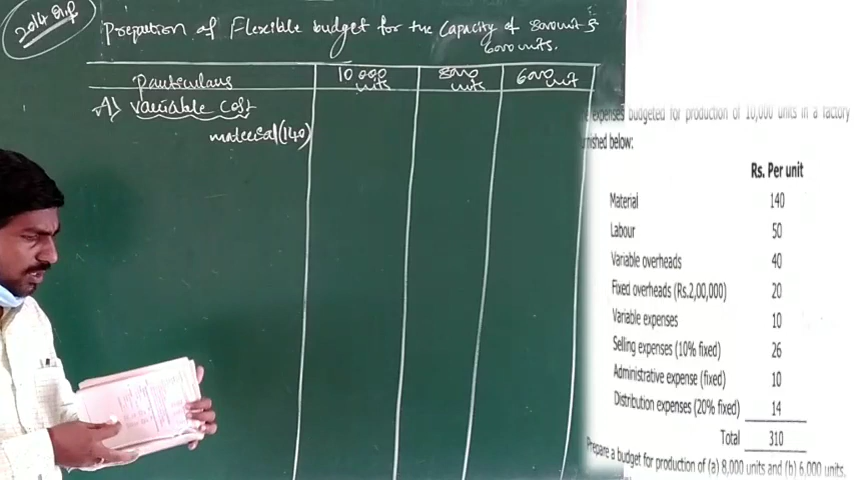 2014
Prepration of Flexible budget for the Capacity of 8000 units
6000 units.
Particulars 10 000 units 8000 units 6000 unit
A) Variable Cost
material (140)
expenses budgeted for production of 10,000 units in a factory
rnished below:
Rs. Per unit
Material 140
Labour 50
Variable overheads 40
Fixed overheads (Rs.2,00,000) 20
Variable expenses 10
Selling expenses (10% fixed) 26
Administrative expense (fixed) 10
Distribution expenses (20% fixed) 14
Total 310
Prepare a budget for production of (a) 8,000 units and (b) 6,000 units.